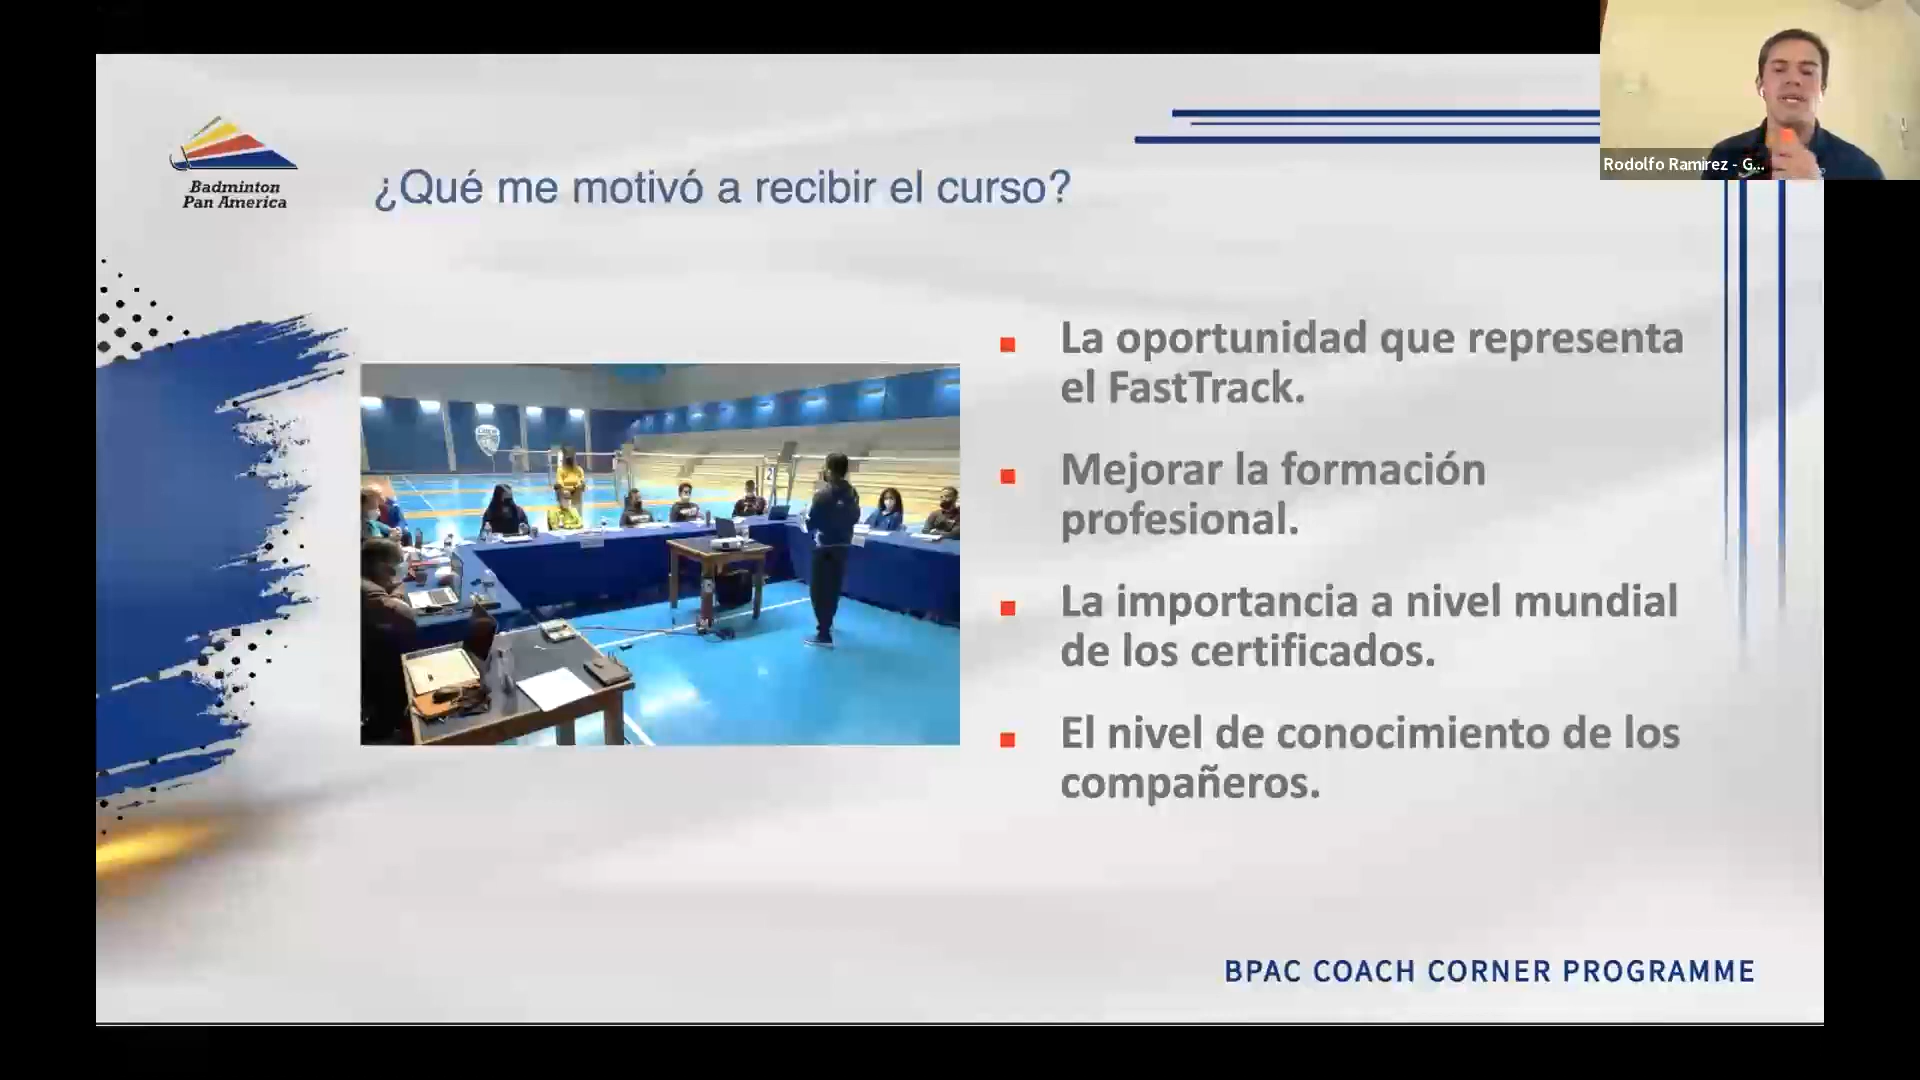 Rodolfo Ramirez - G...
Badminton
Pan America
¿Qué me motivó a recibir el curso?
La oportunidad que representa
el FastTrack.
Mejorar la formación
profesional.
La importancia a nivel mundial
de los certificados.
El nivel de conocimiento de los
compañeros.
BPAC COACH CORNER PROGRAMME